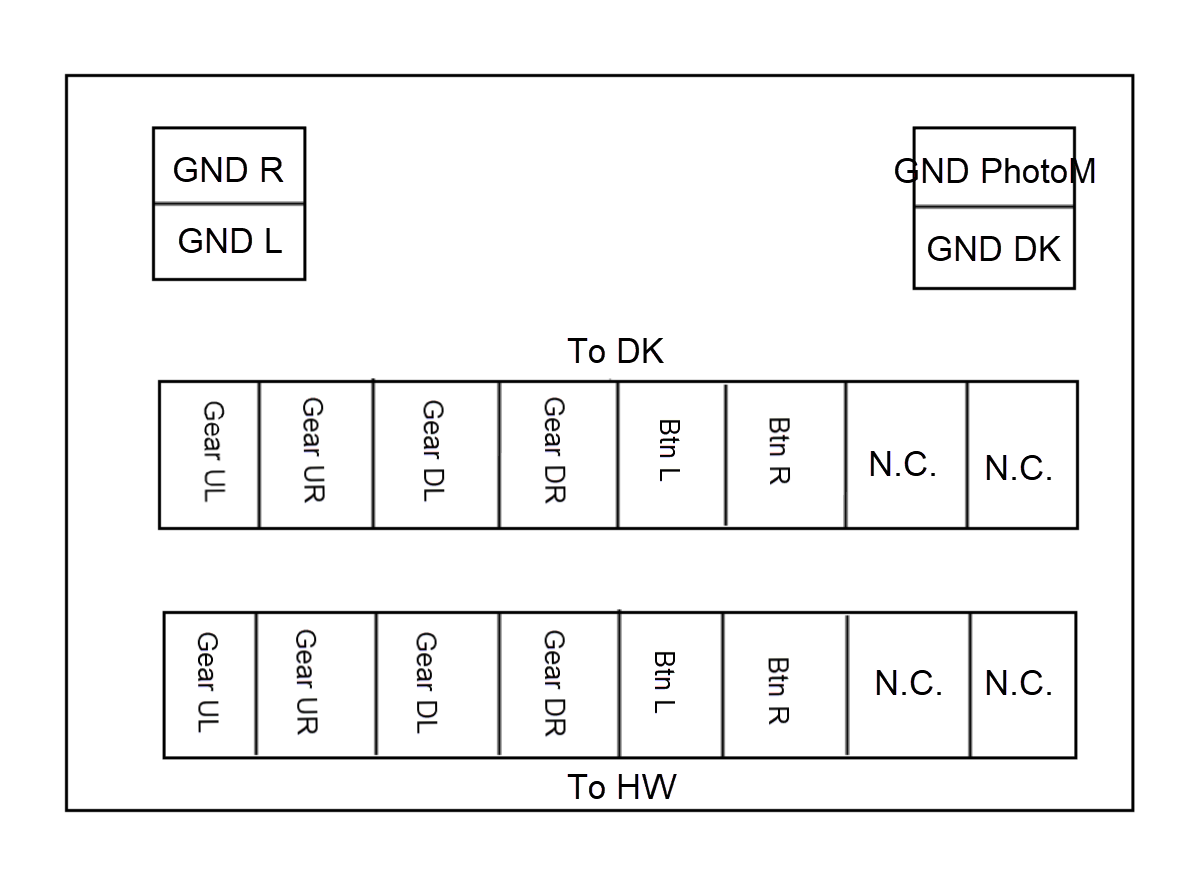 GND R
GND L
GND PhotoM
GND DK
To DK
Gear UL
Gear UR
Gear DL
Gear DR
Btn L
Btn R
N.C.
N.C.
Gear UL
Gear UR
Gear DL
Gear DR
Btn L
Btn R
N.C.
N.C.
To HW